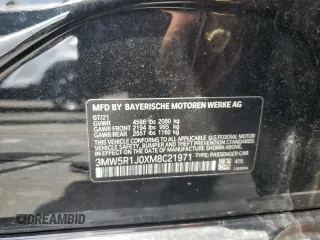 MFD. BY BAYERISCHE MOTOREN WERKE AG
07/21
GVWR 4586 lbs 2080 kg
GAWR FRONT 2194 lbs 995 kg
GAWR REAR 2557 lbs 1160 kg
THIS VEHICLE CONFORMS TO ALL APPLICABLE U.S. FEDERAL MOTOR
VEHICLE SAFETY, BUMPER, AND THEFT PREVENTION STANDARDS
IN EFFECT ON THE DATE OF MANUFACTURE SHOWN ABOVE.
3MW5R1J0XM8C21971 TYPE: PASSENGER CAR
DREAMBID